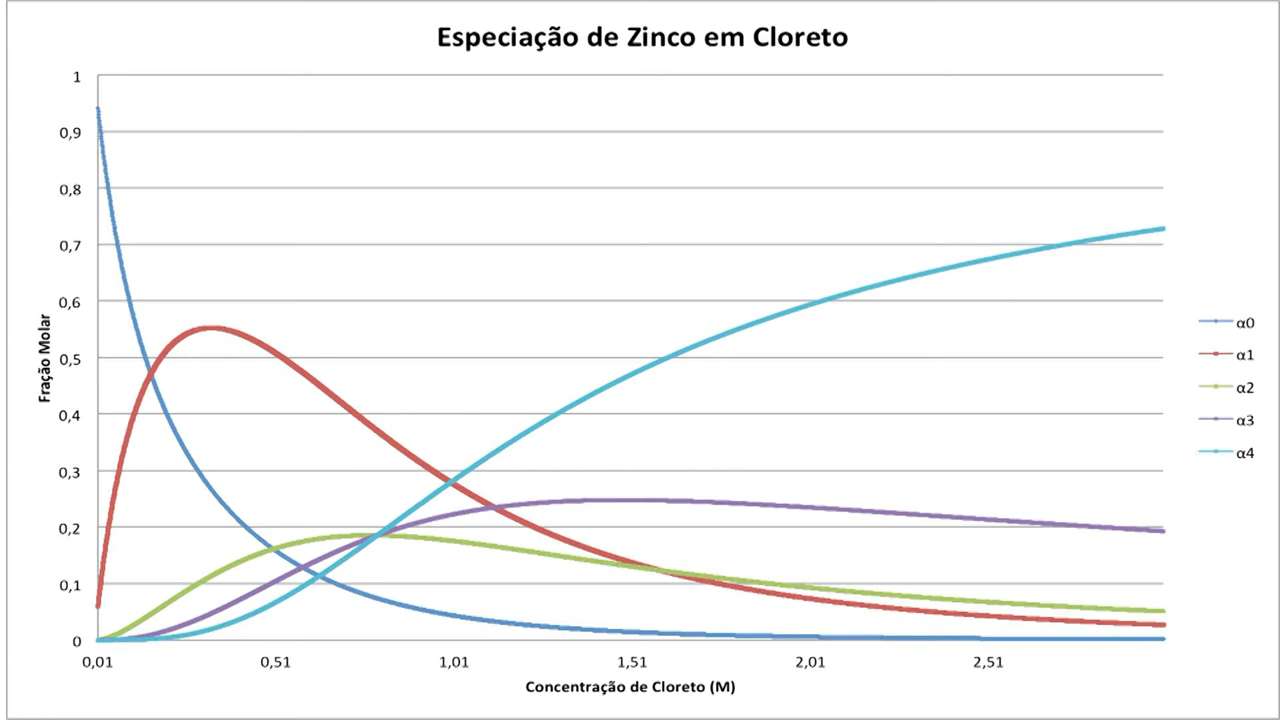 Especiação de Zinco em Cloreto
1
0,9
0,8
0,7
0,6
0,5
0,4
0,3
0,2
0,1
0
Fração Molar
0,01 0,51 1,01 1,51 2,01 2,51
Concentração de Cloreto (M)
α0
α1
α2
α3
α4